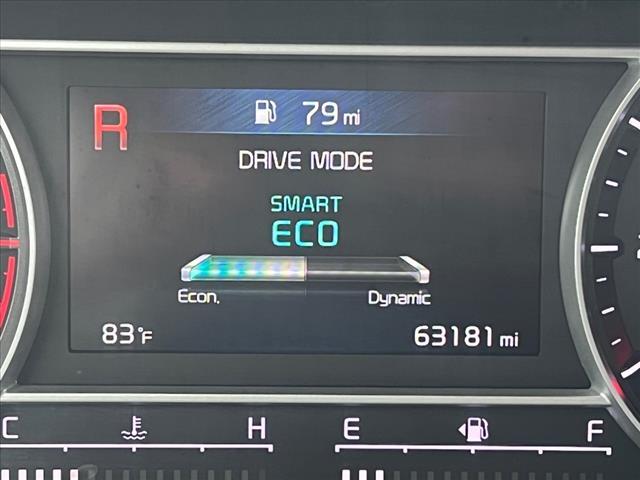 79 mi
R
DRIVE MODE
SMART
ECO
Econ. Dynamic
83°F 63181 mi
C H E F